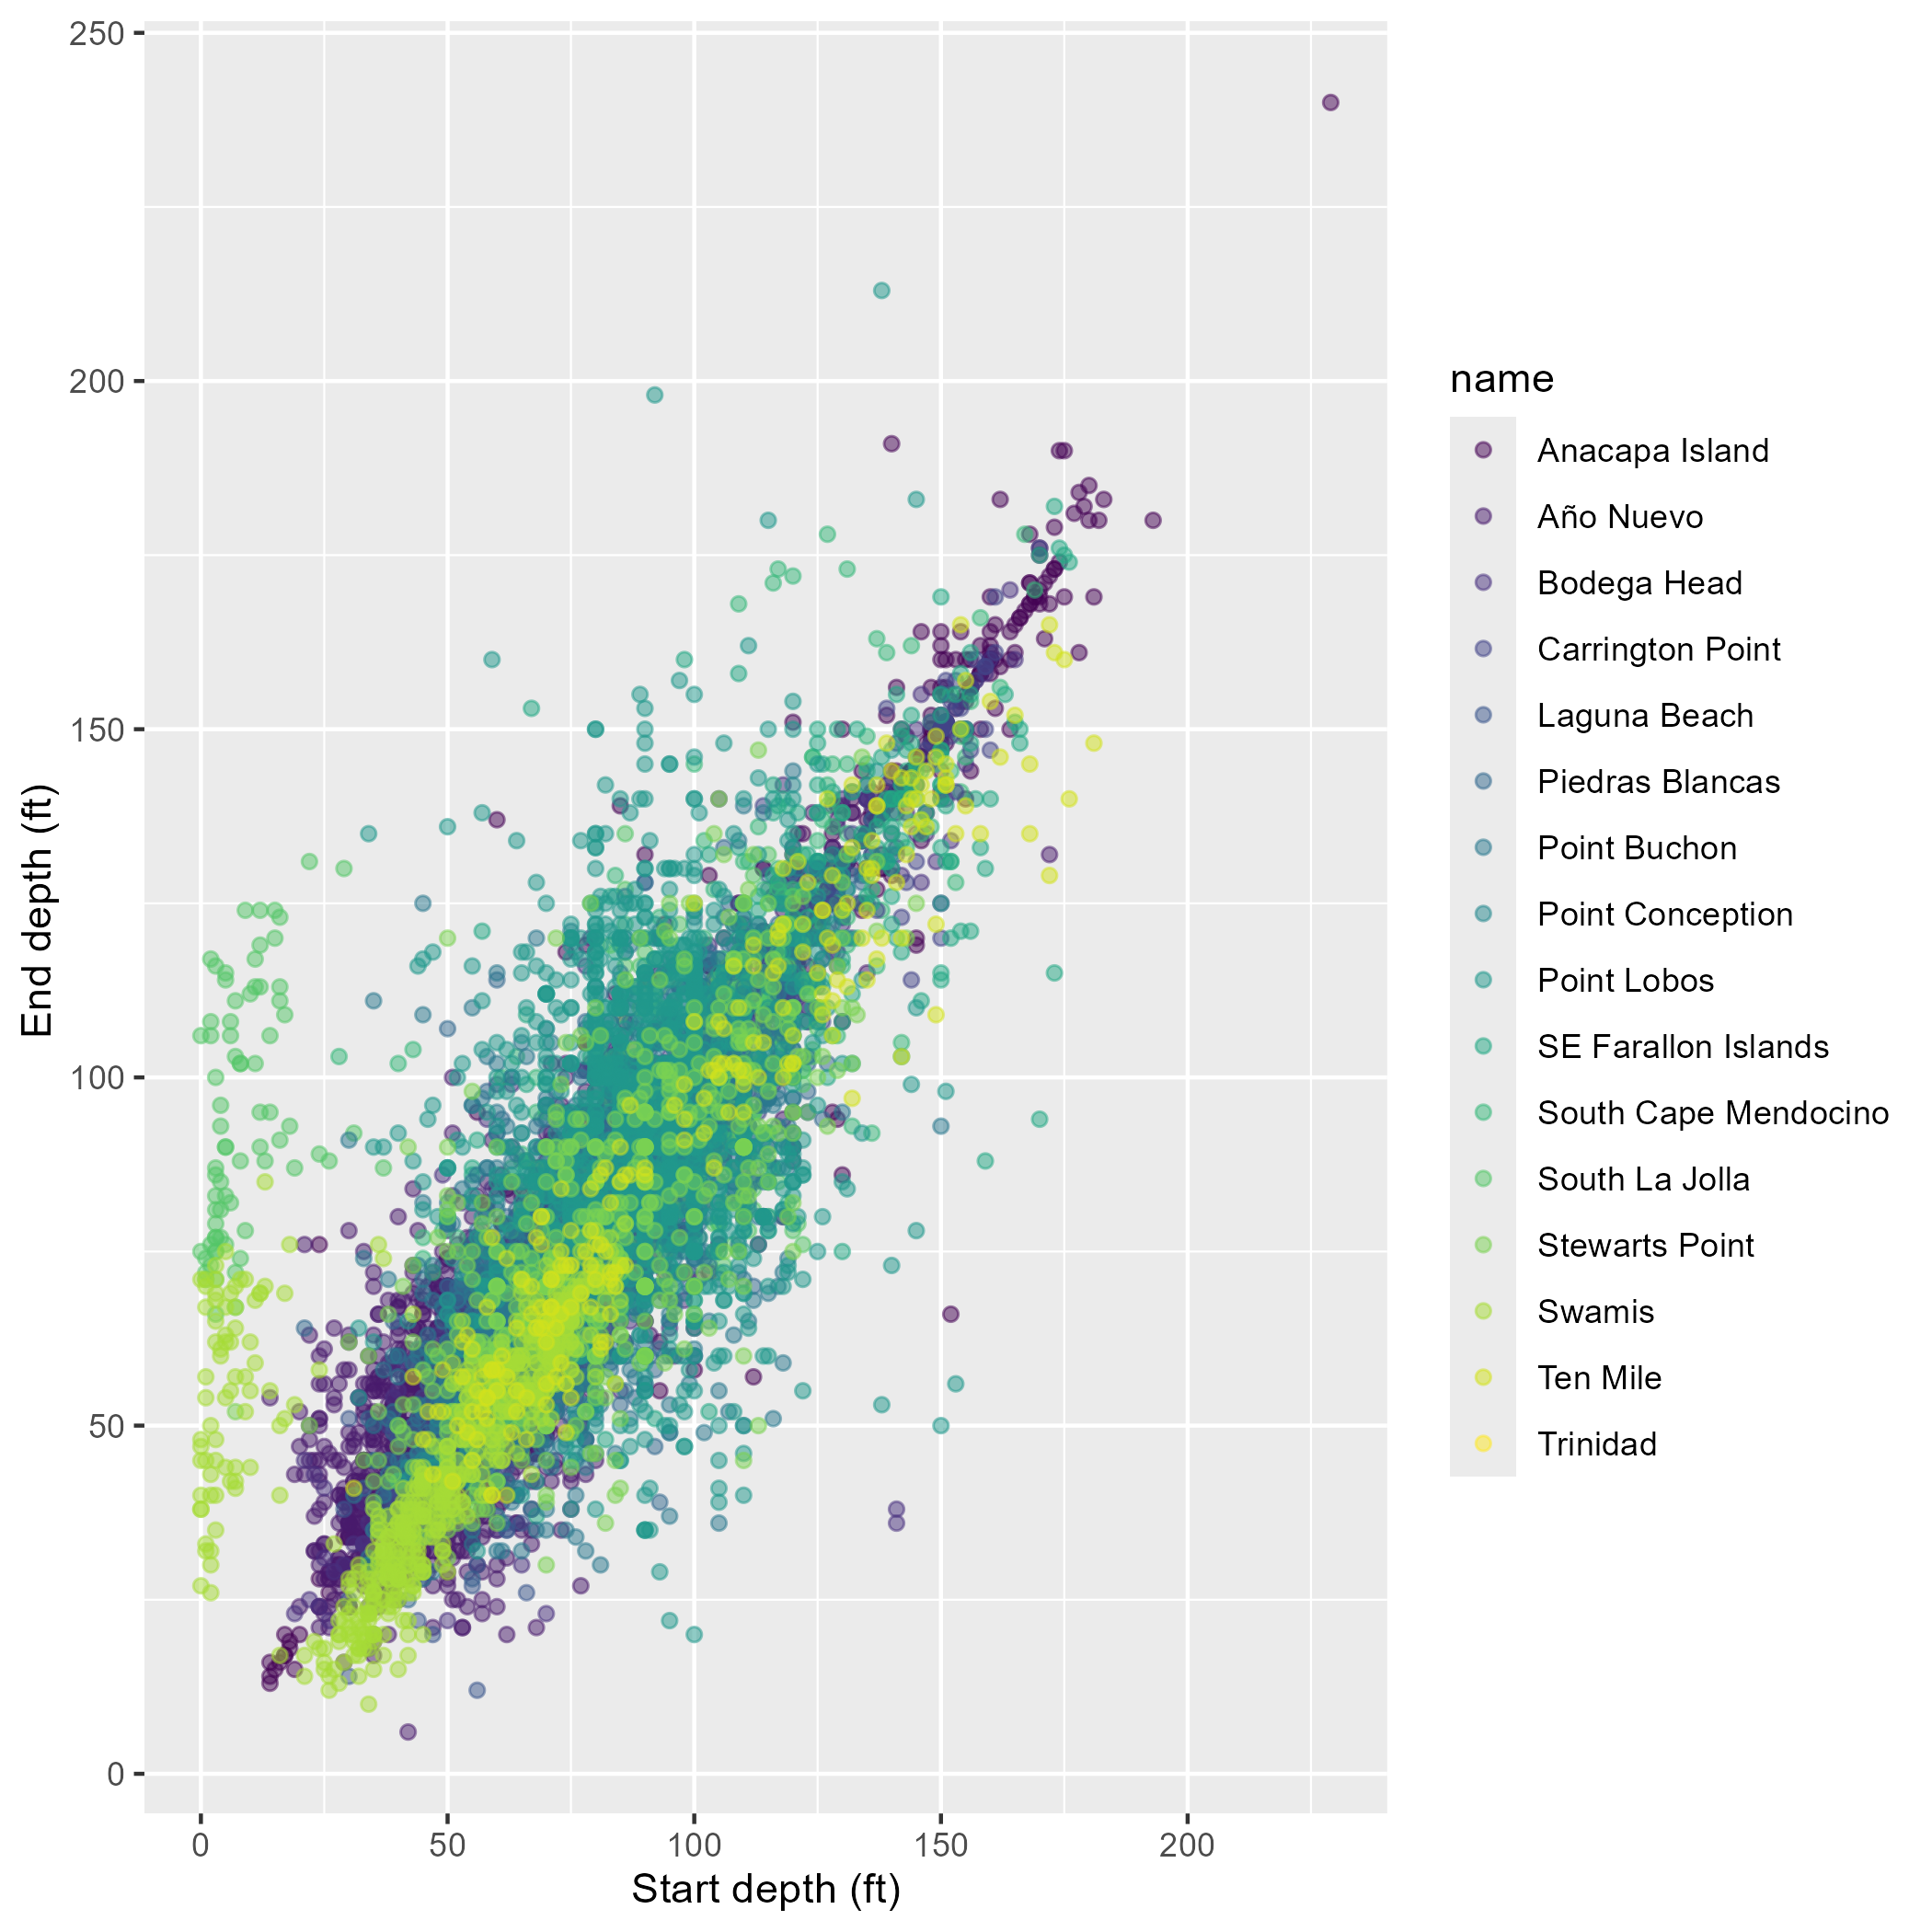 250
200
150
100
50
0
End depth (ft)
0 50 100 150 200
Start depth (ft)
name
Anacapa Island
Año Nuevo
Bodega Head
Carrington Point
Laguna Beach
Piedras Blancas
Point Buchon
Point Conception
Point Lobos
SE Farallon Islands
South Cape Mendocino
South La Jolla
Stewarts Point
Swamis
Ten Mile
Trinidad